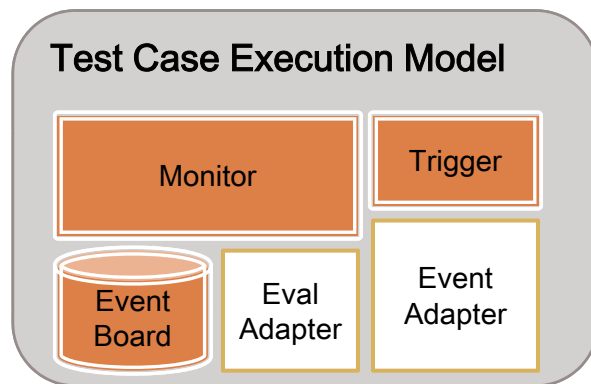 Test Case Execution Model
Monitor
Trigger
Event
Board
Eval
Adapter
Event
Adapter